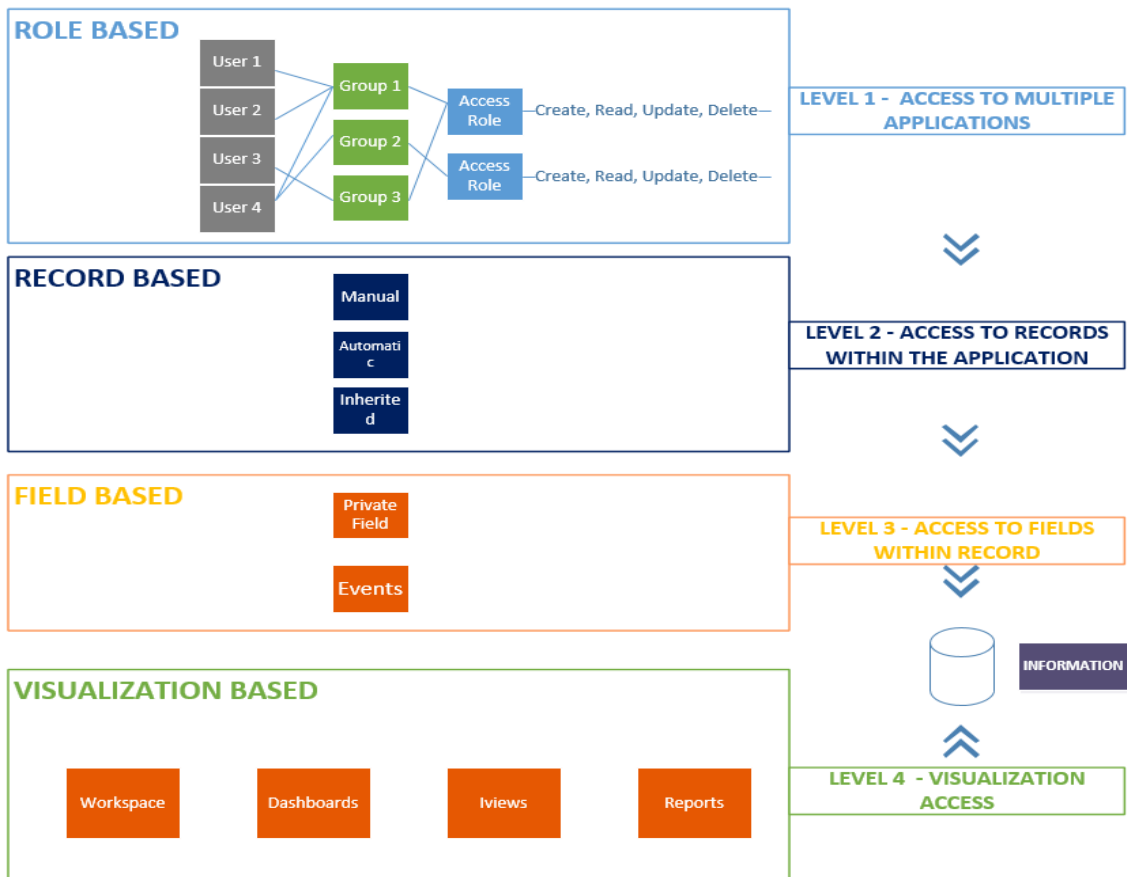 ROLE BASED
User 1
User 2
User 3
User 4
Group 1
Group 2
Group 3
Access
Role
Create, Read, Update, Delete
Access
Role
Create, Read, Update, Delete
LEVEL 1 - ACCESS TO MULTIPLE
APPLICATIONS
RECORD BASED
Manual
Automati
c
Inherite
d
LEVEL 2 - ACCESS TO RECORDS
WITHIN THE APPLICATION
FIELD BASED
Private
Field
Events
LEVEL 3 - ACCESS TO FIELDS
WITHIN RECORD
INFORMATION
VISUALIZATION BASED
Workspace
Dashboards
Iviews
Reports
LEVEL 4 - VISUALIZATION
ACCESS